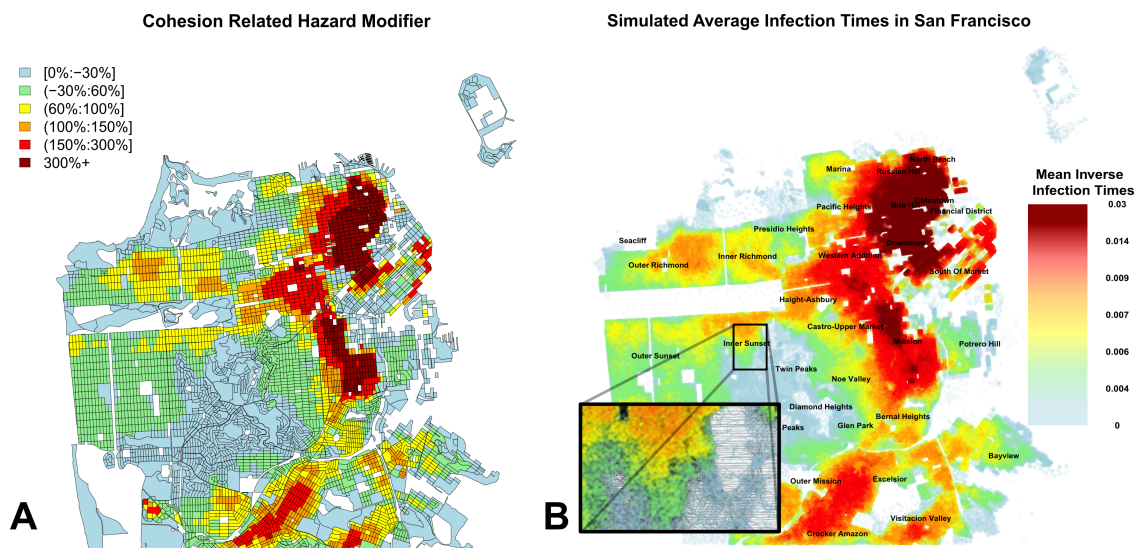 Cohesion Related Hazard Modifier
[0%:−30%]
(−30%:60%]
(60%:100%]
(100%:150%]
(150%:300%]
300%+
A
Simulated Average Infection Times in San Francisco
North Beach
Russian Hill
Marina
Chinatown
Nob Hill
Pacific Heights
Financial District
Presidio Heights
Seacliff
Downtown
Western Addition
Inner Richmond
Outer Richmond
South Of Market
Haight-Ashbury
Castro-Upper Market
Mission
Inner Sunset
Potrero Hill
Outer Sunset
Twin Peaks
Noe Valley
Diamond Heights
Bernal Heights
Glen Park
Peaks
Bayview
Excelsior
Outer Mission
Visitacion Valley
Crocker Amazon
B
Mean Inverse
Infection Times
0.03
0.014
0.009
0.007
0.006
0.004
0